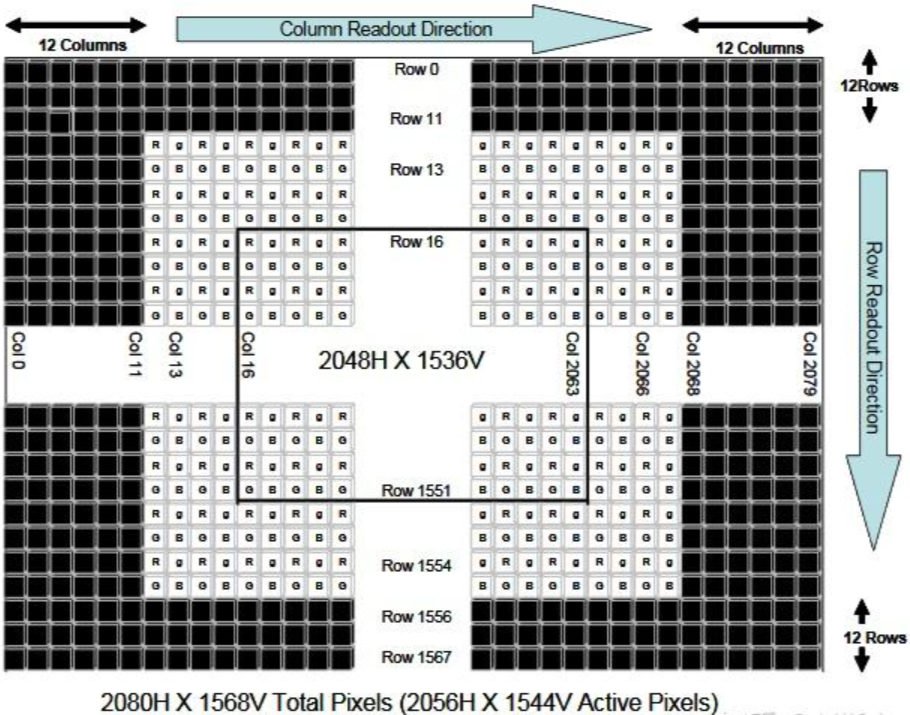 Column Readout Direction
12 Columns
12 Columns
Row 0
12Rows
Row 11
R g R g R g R g R g R g R g R g R g
Row 13
G B G B G B G B G B G B G B G B G B
R g R g R g R g R g R g R g R g R g
G B G B G B G B G B G B G B G B G B
Row 16
R g R g R g R g R g R g R g R g R g
G B G B G B G B G B G B G B G B G B
R g R g R g R g R g R g R g R g R g
G B G B G B G B G B G B G B G B G B
Row Readout Direction
Col 0
Col 11
Col 13
Col 16
2048H X 1536V
Col 2063
Col 2066
Col 2068
Col 2079
R g R g R g R g R g R g R g R g R g
G B G B G B G B G B G B G B G B G B
R g R g R g R g R g R g R g R g R g
G B G B G B G B G B G B G B G B G B
Row 1551
R g R g R g R g R g R g R g R g R g
G B G B G B G B G B G B G B G B G B
R g R g R g R g R g R g R g R g R g
Row 1554
G B G B G B G B G B G B G B G B G B
Row 1556
12 Rows
Row 1567
2080H X 1568V Total Pixels (2056H X 1544V Active Pixels)